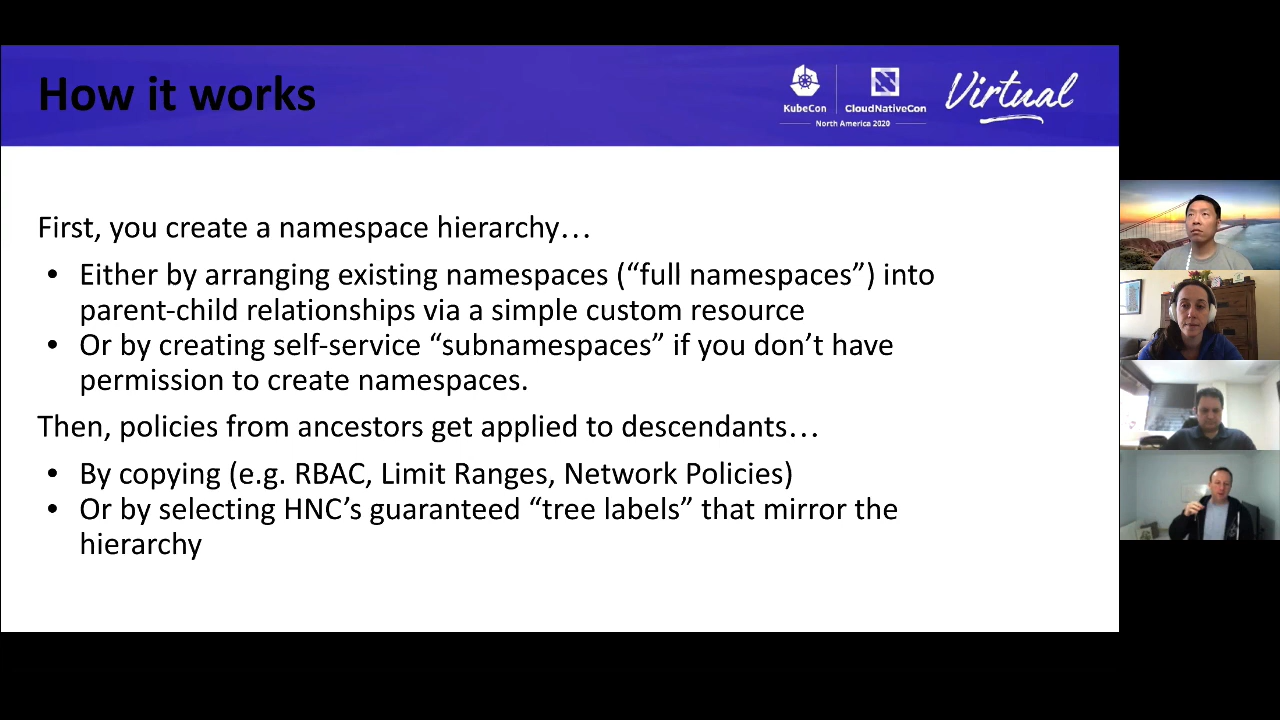 How it works
KubeCon
CloudNativeCon
North America 2020
Virtual
First, you create a namespace hierarchy…
• Either by arranging existing namespaces (“full namespaces”) into
parent-child relationships via a simple custom resource
• Or by creating self-service “subnamespaces” if you don’t have
permission to create namespaces.
Then, policies from ancestors get applied to descendants…
• By copying (e.g. RBAC, Limit Ranges, Network Policies)
• Or by selecting HNC’s guaranteed “tree labels” that mirror the
hierarchy